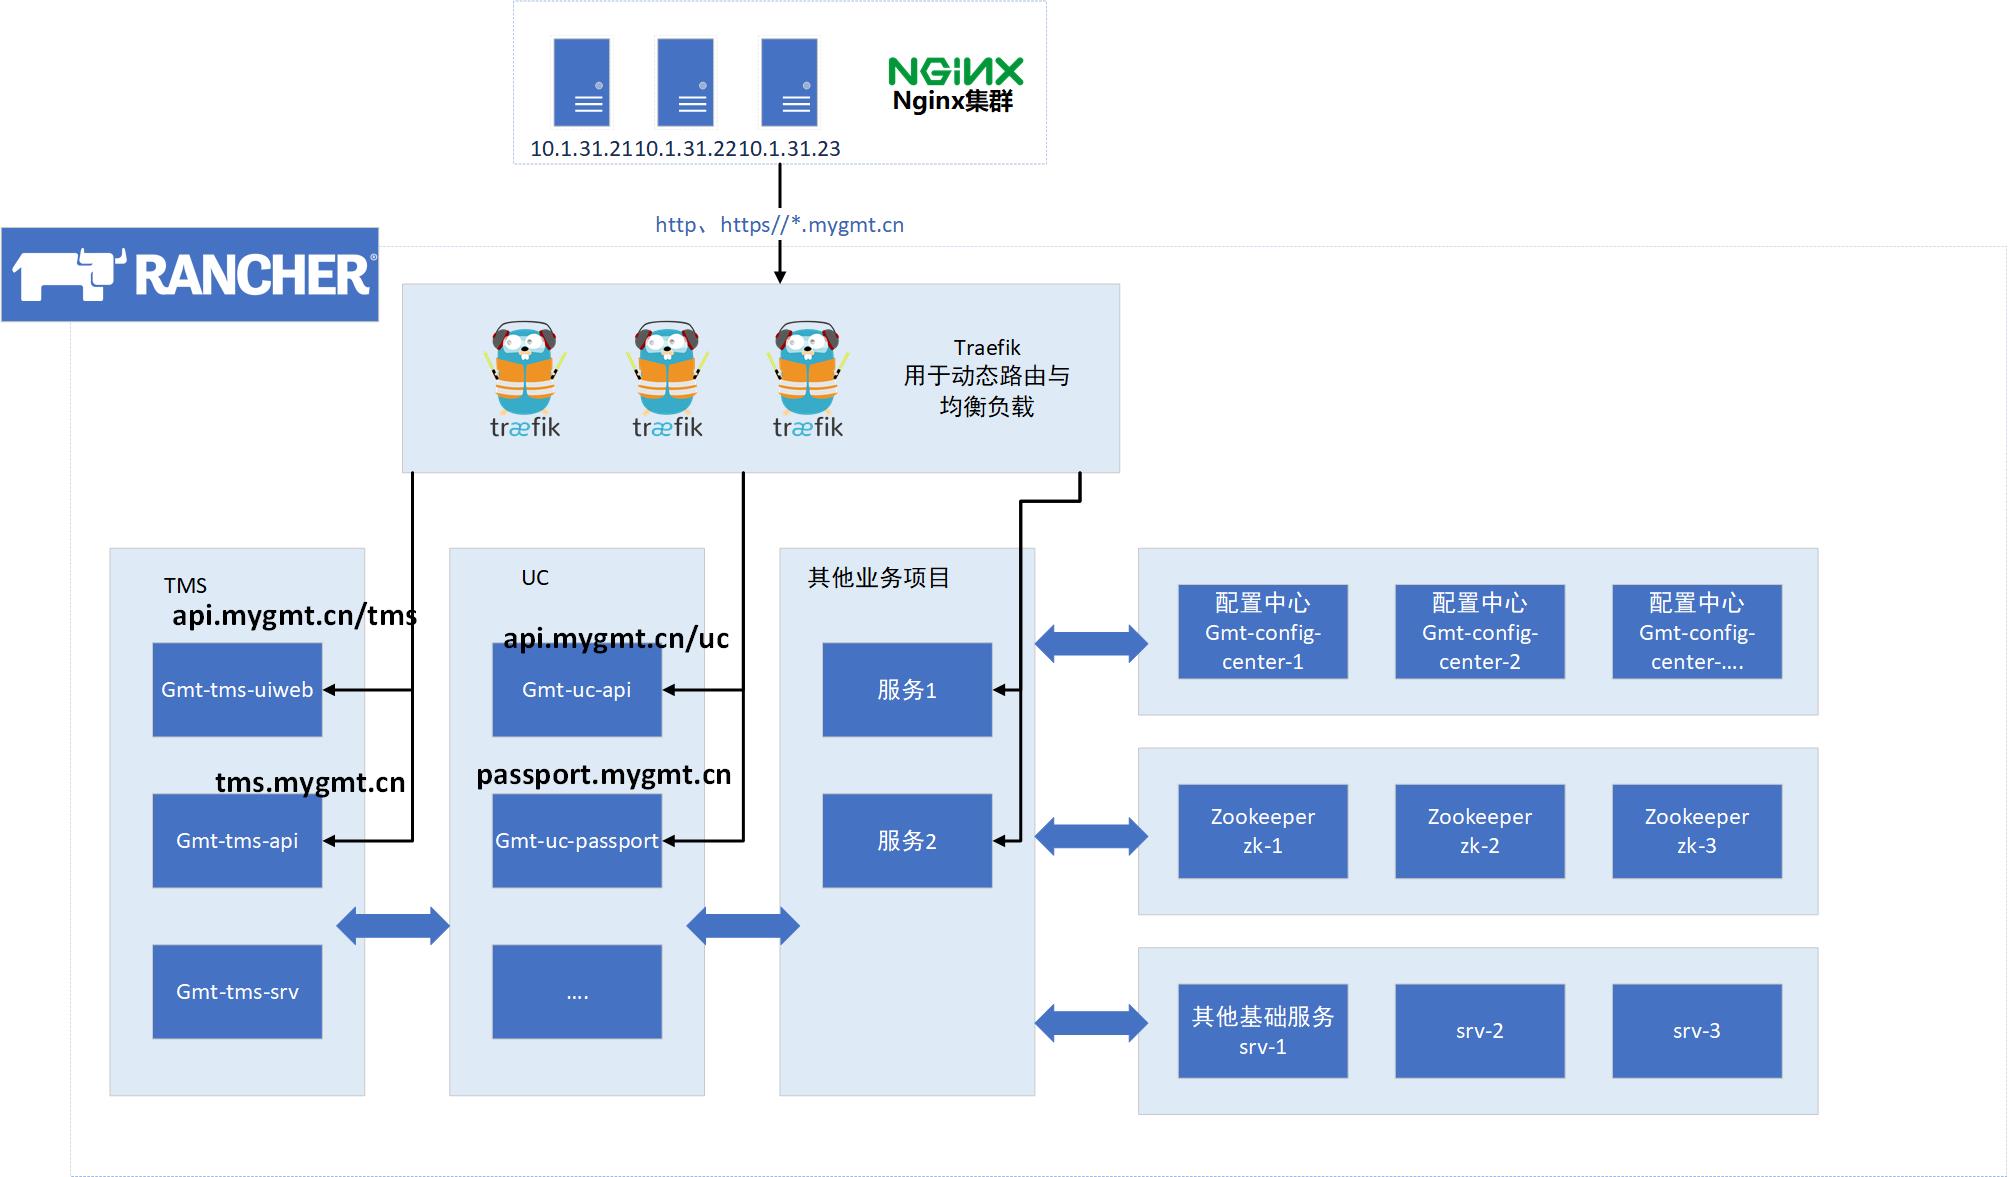 NGINX
Nginx集群
10.1.31.21
10.1.31.22
10.1.31.23
http、https//*.mygmt.cn
RANCHER®
træfik
træfik
træfik
Traefik
用于动态路由与
均衡负载
TMS
api.mygmt.cn/tms
Gmt-tms-uiweb
tms.mygmt.cn
Gmt-tms-api
Gmt-tms-srv
UC
api.mygmt.cn/uc
Gmt-uc-api
passport.mygmt.cn
Gmt-uc-passport
....
其他业务项目
服务1
服务2
配置中心
Gmt-config-
center-1
配置中心
Gmt-config-
center-2
配置中心
Gmt-config-
center-....
Zookeeper
zk-1
Zookeeper
zk-2
Zookeeper
zk-3
其他基础服务
srv-1
srv-2
srv-3